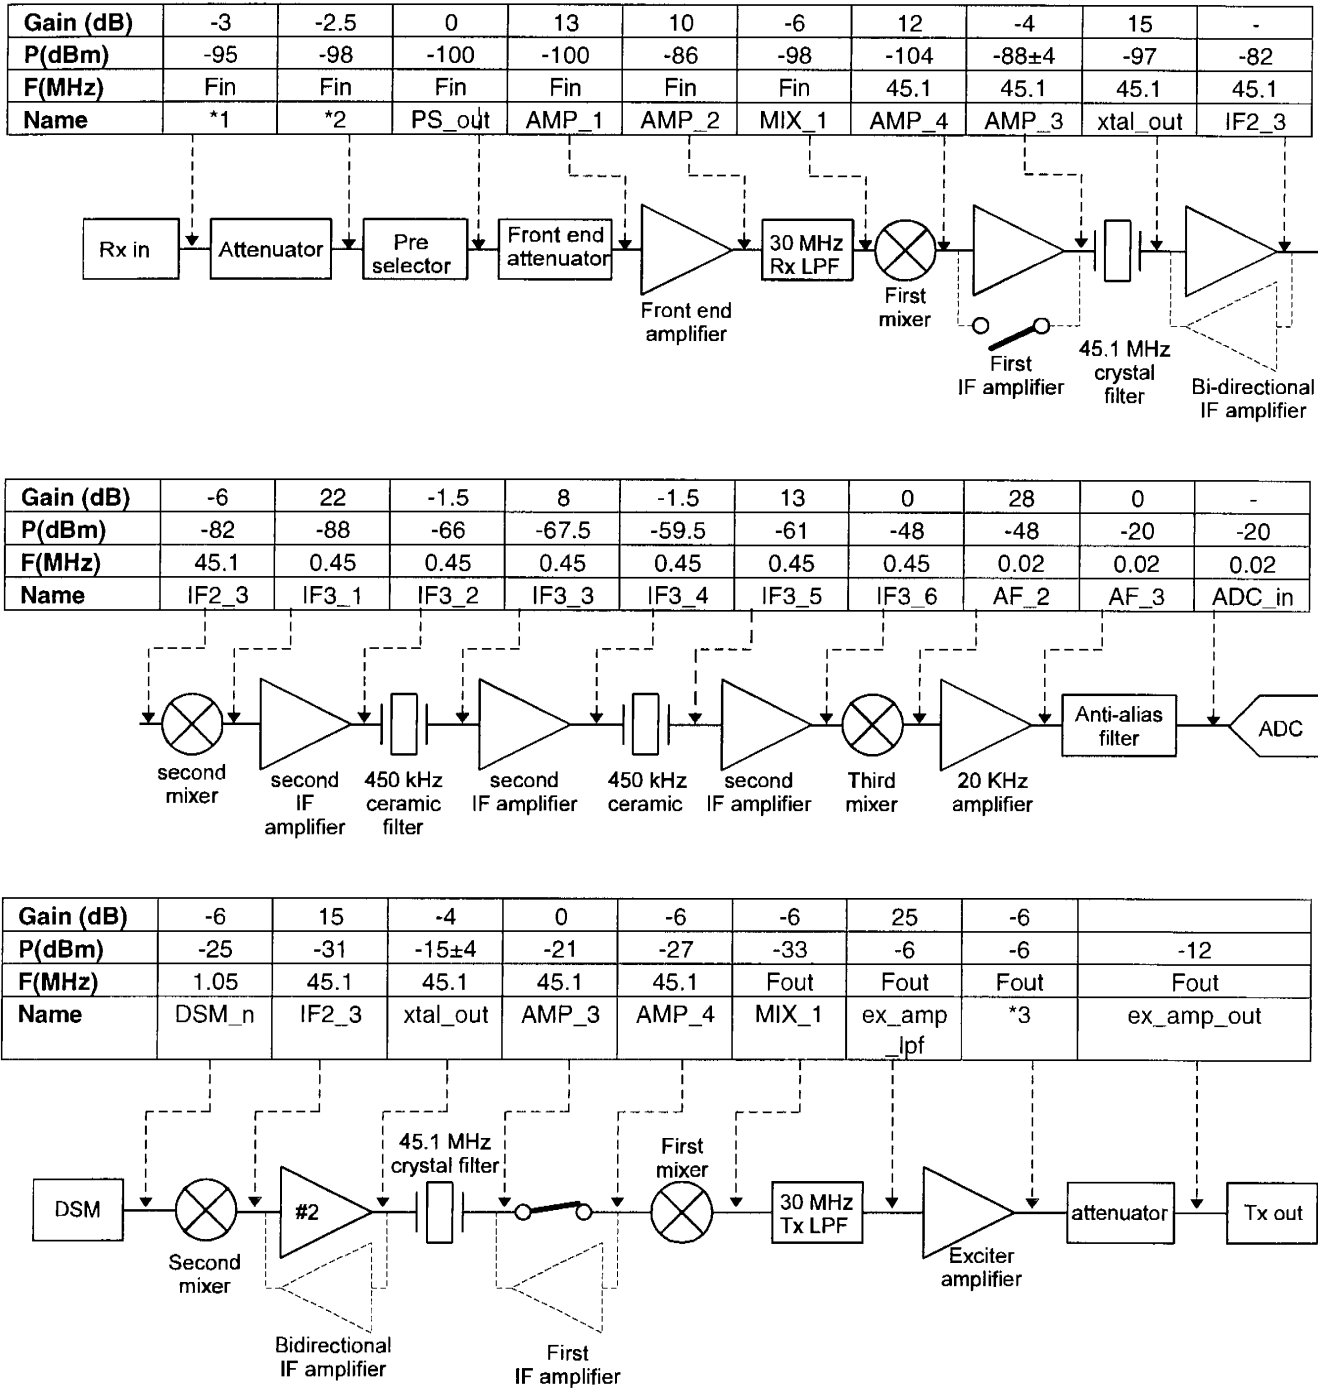 Gain (dB) -3 -2.5 0 13 10 -6 12 -4 15 -
P(dBm) -95 -98 -100 -100 -86 -98 -104 -88±4 -97 -82
F(MHz) Fin Fin Fin Fin Fin Fin 45.1 45.1 45.1 45.1
Name *1 *2 PS_out AMP_1 AMP_2 MIX_1 AMP_4 AMP_3 xtal_out IF2_3
Rx in
Attenuator
Pre
selector
Front end
attenuator
Front end
amplifier
30 MHz
Rx LPF
First
mixer
First
IF amplifier
45.1 MHz
crystal
filter
Bi-directional
IF amplifier
Gain (dB) -6 22 -1.5 8 -1.5 13 0 28 0 -
P(dBm) -82 -88 -66 -67.5 -59.5 -61 -48 -48 -20 -20
F(MHz) 45.1 0.45 0.45 0.45 0.45 0.45 0.45 0.02 0.02 0.02
Name IF2_3 IF3_1 IF3_2 IF3_3 IF3_4 IF3_5 IF3_6 AF_2 AF_3 ADC_in
second
mixer
second
IF
amplifier
450 kHz
ceramic
filter
second
IF amplifier
450 kHz
ceramic
second
IF amplifier
Third
mixer
20 KHz
amplifier
Anti-alias
filter
ADC
Gain (dB) -6 15 -4 0 -6 -6 25 -6
P(dBm) -25 -31 -15±4 -21 -27 -33 -6 -6 -12
F(MHz) 1.05 45.1 45.1 45.1 45.1 Fout Fout Fout Fout
Name DSM_n IF2_3 xtal_out AMP_3 AMP_4 MIX_1 ex_amp *3 ex_amp_out
_lpf
DSM
Second
mixer
#2
Bidirectional
IF amplifier
45.1 MHz
crystal filter
First
IF amplifier
First
mixer
30 MHz
Tx LPF
Exciter
amplifier
attenuator
Tx out